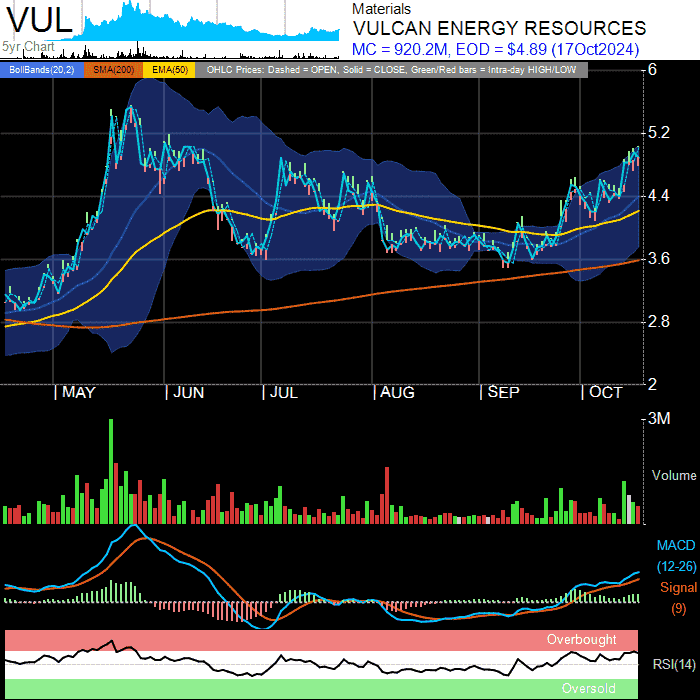 VUL
5yr Chart
Materials
VULCAN ENERGY RESOURCES
MC = 920.2M, EOD = $4.89 (17Oct2024)
BollBands(20,2) SMA(200) EMA(50) OHLC Prices: Dashed = OPEN, Solid = CLOSE, Green/Red bars = Intra-day HIGH/LOW
6
5.2
4.4
3.6
2.8
2
MAY JUN JUL AUG SEP OCT
3M
Volume
MACD
(12-26)
Signal
(9)
Overbought
RSI(14)
Oversold